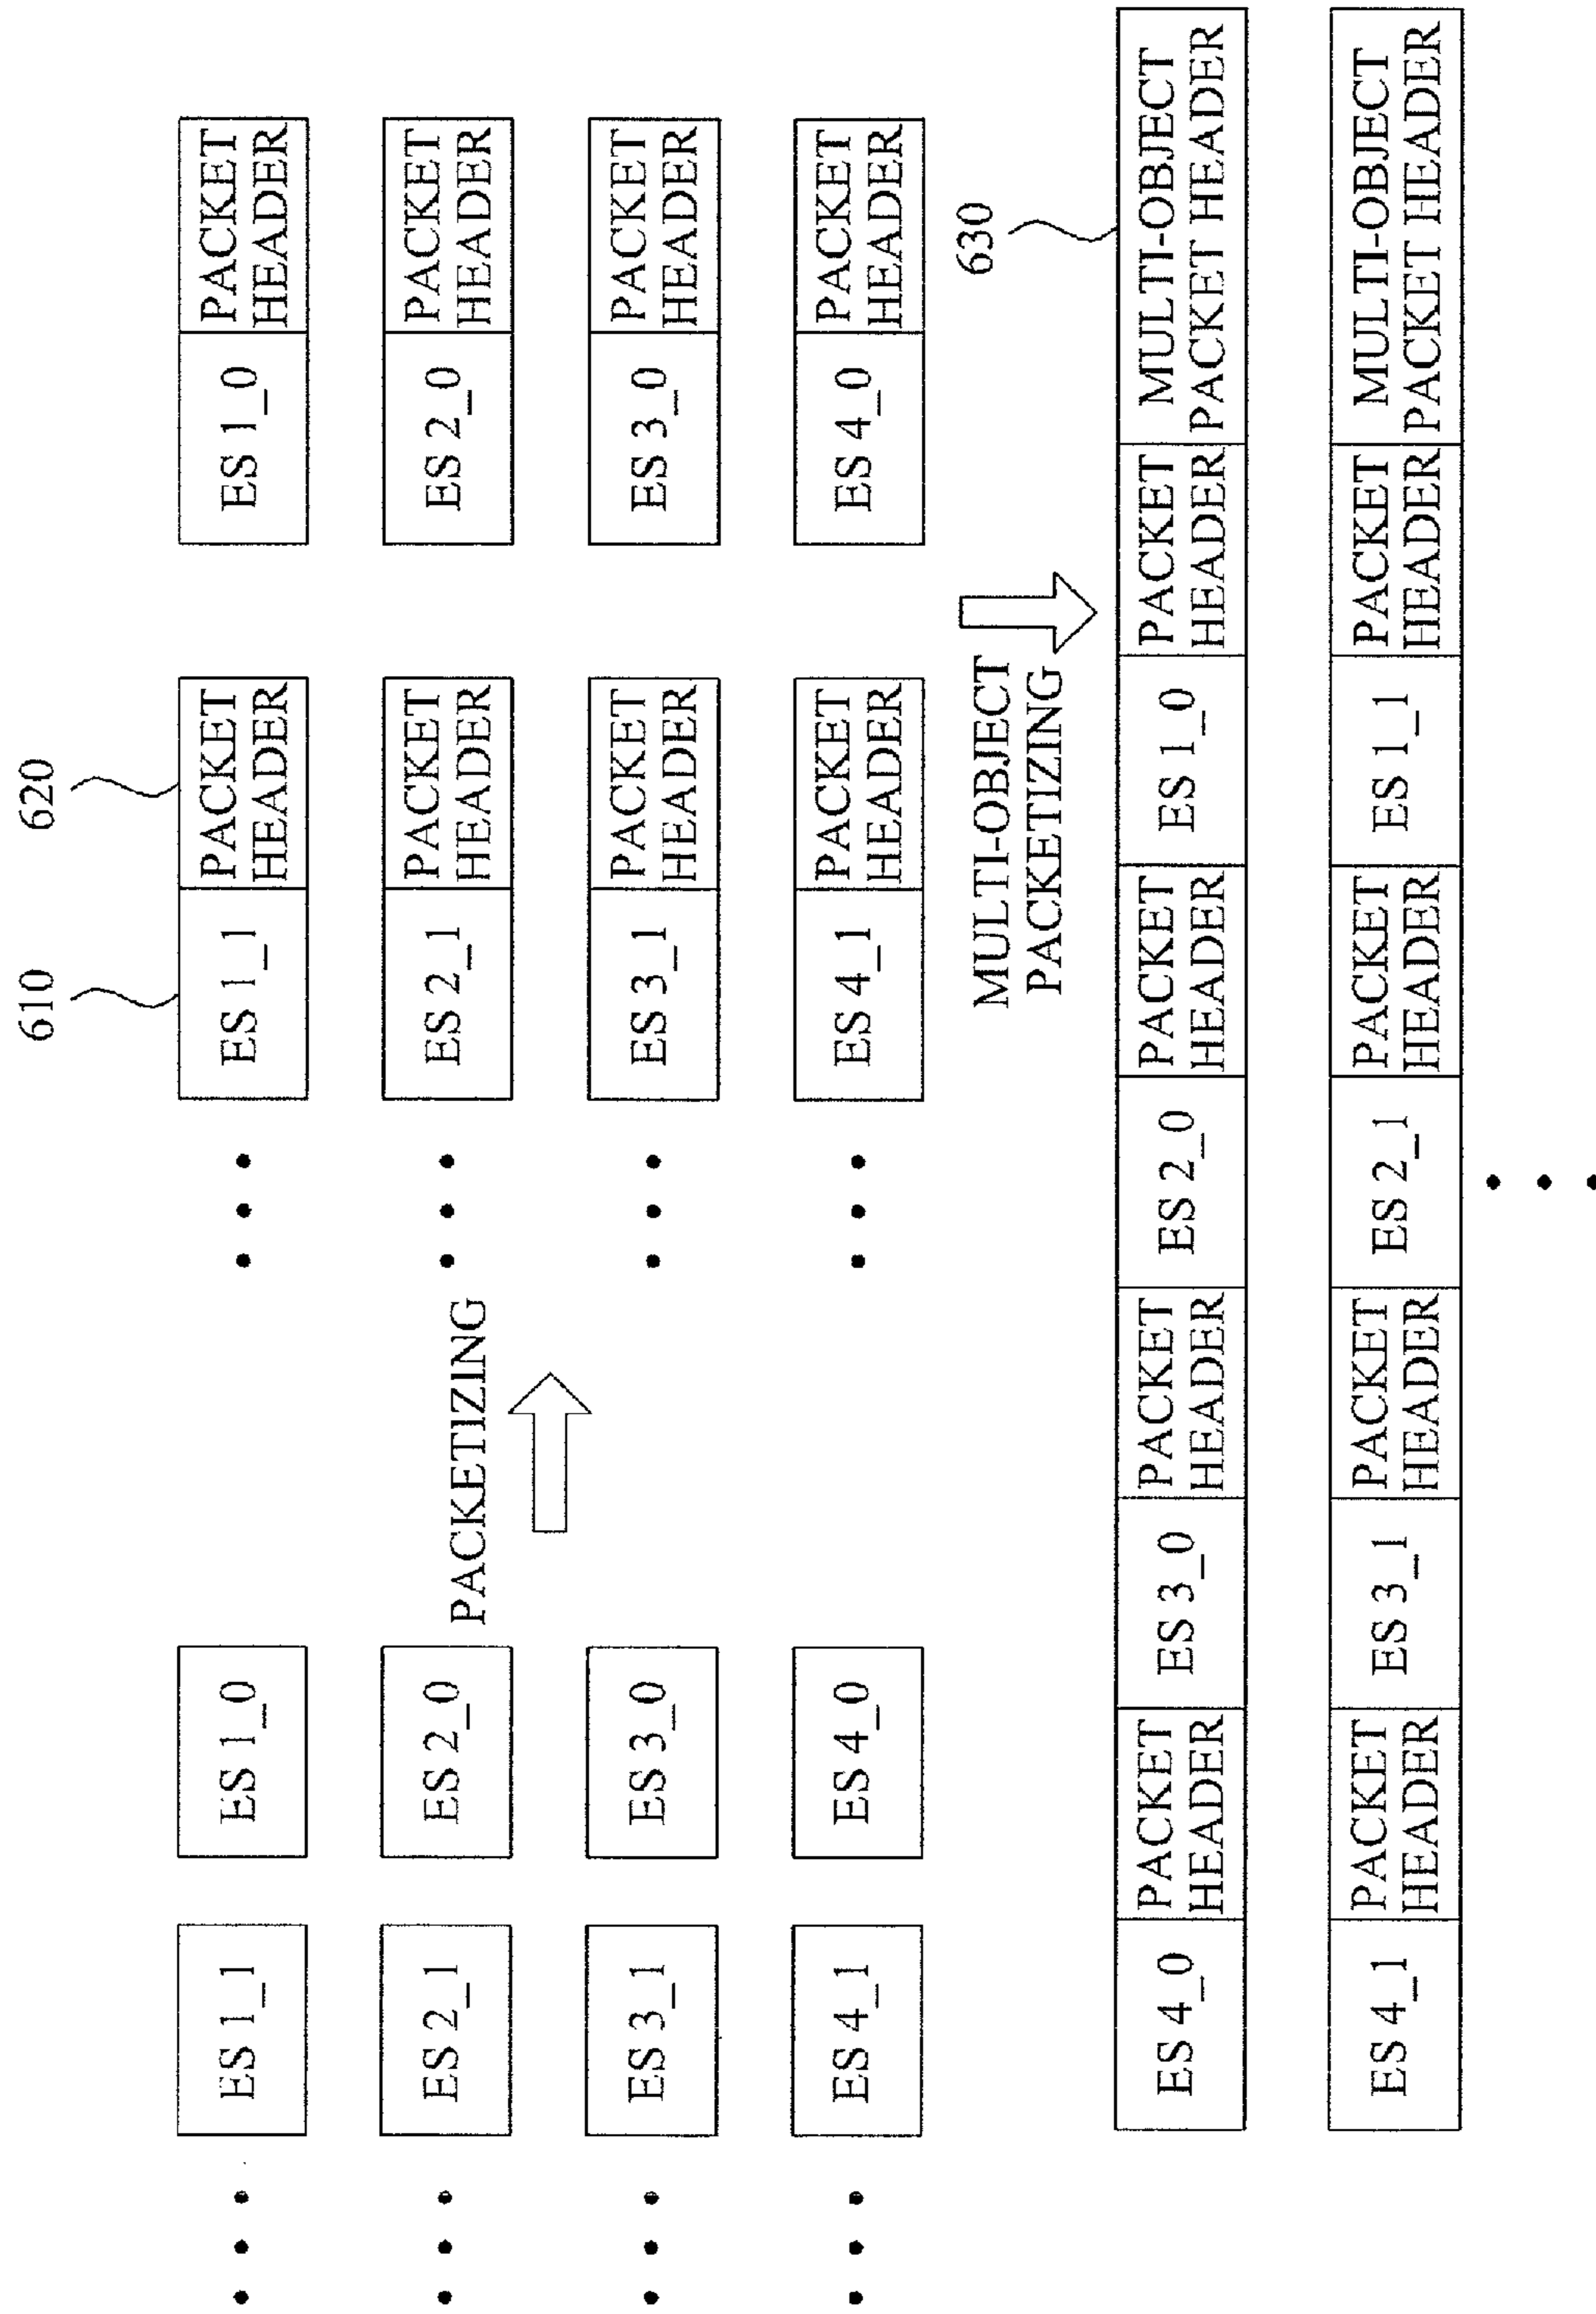 610
620
ES 1_1
ES 1_0
ES 1_1
PACKET
HEADER
ES 1_0
PACKET
HEADER
ES 2_1
ES 2_0
PACKETIZING
ES 2_1
PACKET
HEADER
ES 2_0
PACKET
HEADER
ES 3_1
ES 3_0
ES 3_1
PACKET
HEADER
ES 3_0
PACKET
HEADER
ES 4_1
ES 4_0
ES 4_1
PACKET
HEADER
ES 4_0
PACKET
HEADER
MULTI-OBJECT
PACKETIZING
630
ES 4_0
PACKET
HEADER
ES 3_0
PACKET
HEADER
ES 2_0
PACKET
HEADER
ES 1_0
PACKET
HEADER
MULTI-OBJECT
PACKET HEADER
ES 4_1
PACKET
HEADER
ES 3_1
PACKET
HEADER
ES 2_1
PACKET
HEADER
ES 1_1
PACKET
HEADER
MULTI-OBJECT
PACKET HEADER